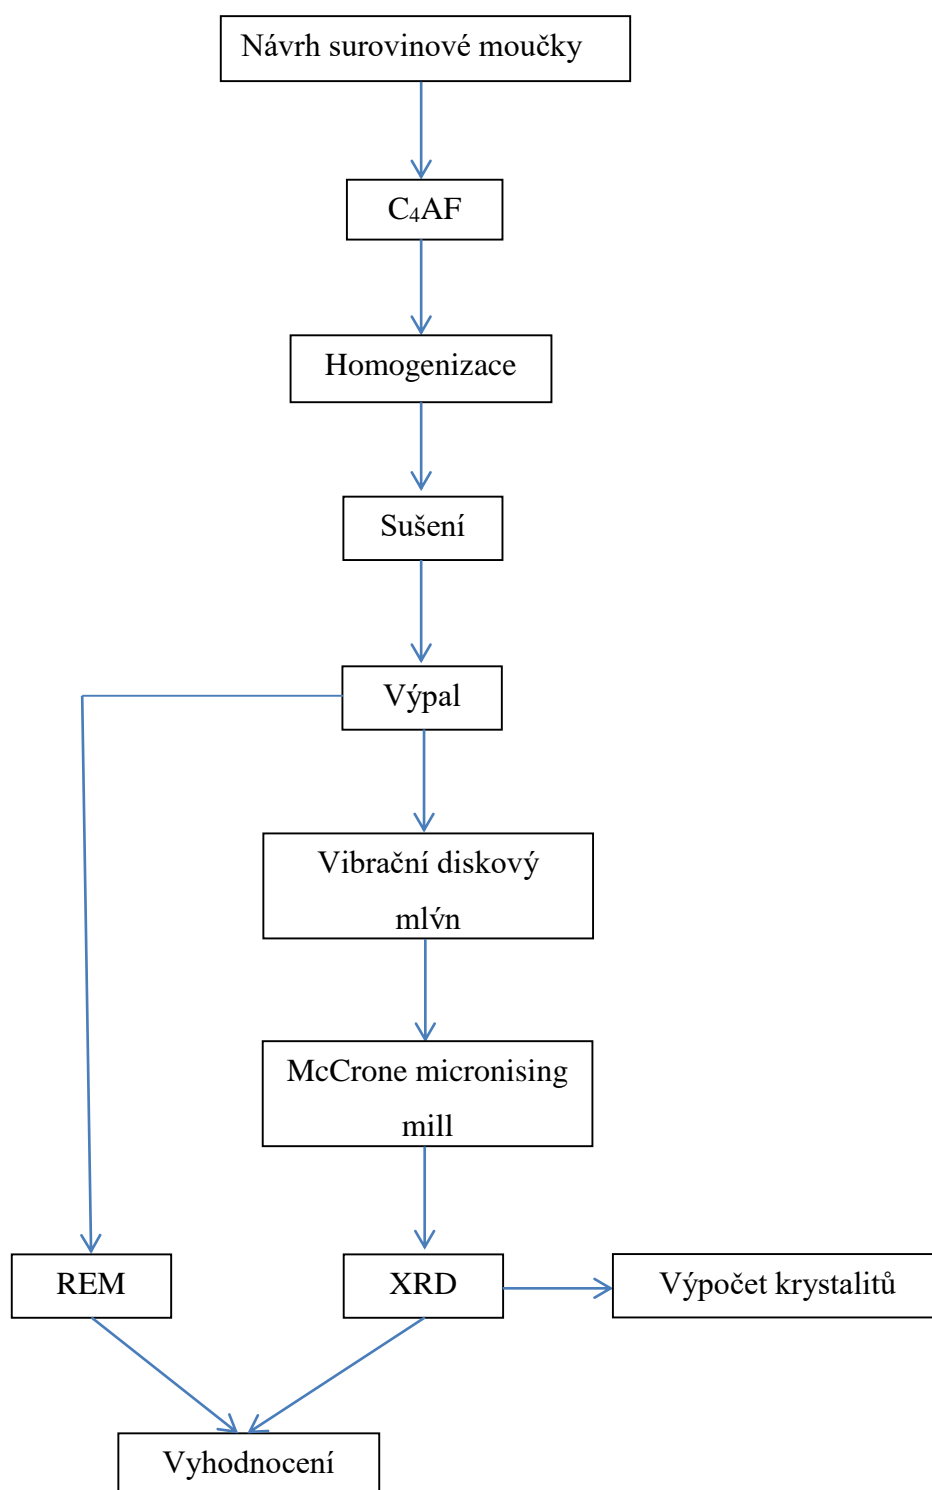 Návrh surovinové moučky
C₄AF
Homogenizace
Sušení
Výpal
Vibrační diskový
mlýn
McCrone micronising
mill
REM
XRD
Výpočet krystalitů
Vyhodnocení